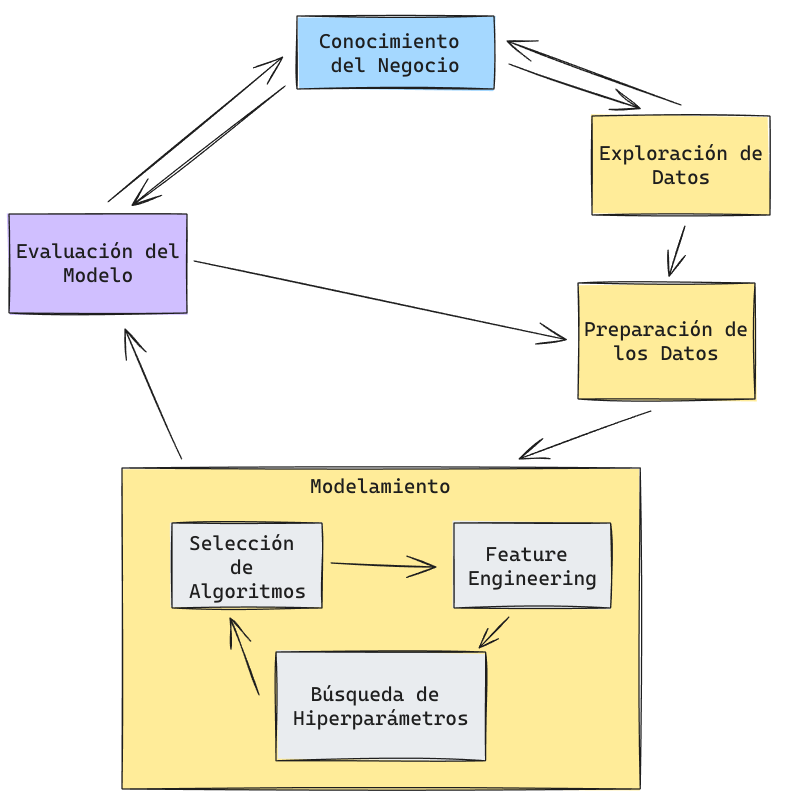 Conocimiento
del Negocio
Exploración de
Datos
Evaluación del
Modelo
Preparación de
los Datos
Modelamiento
Selección
de
Algoritmos
Feature
Engineering
Búsqueda de
Hiperparámetros